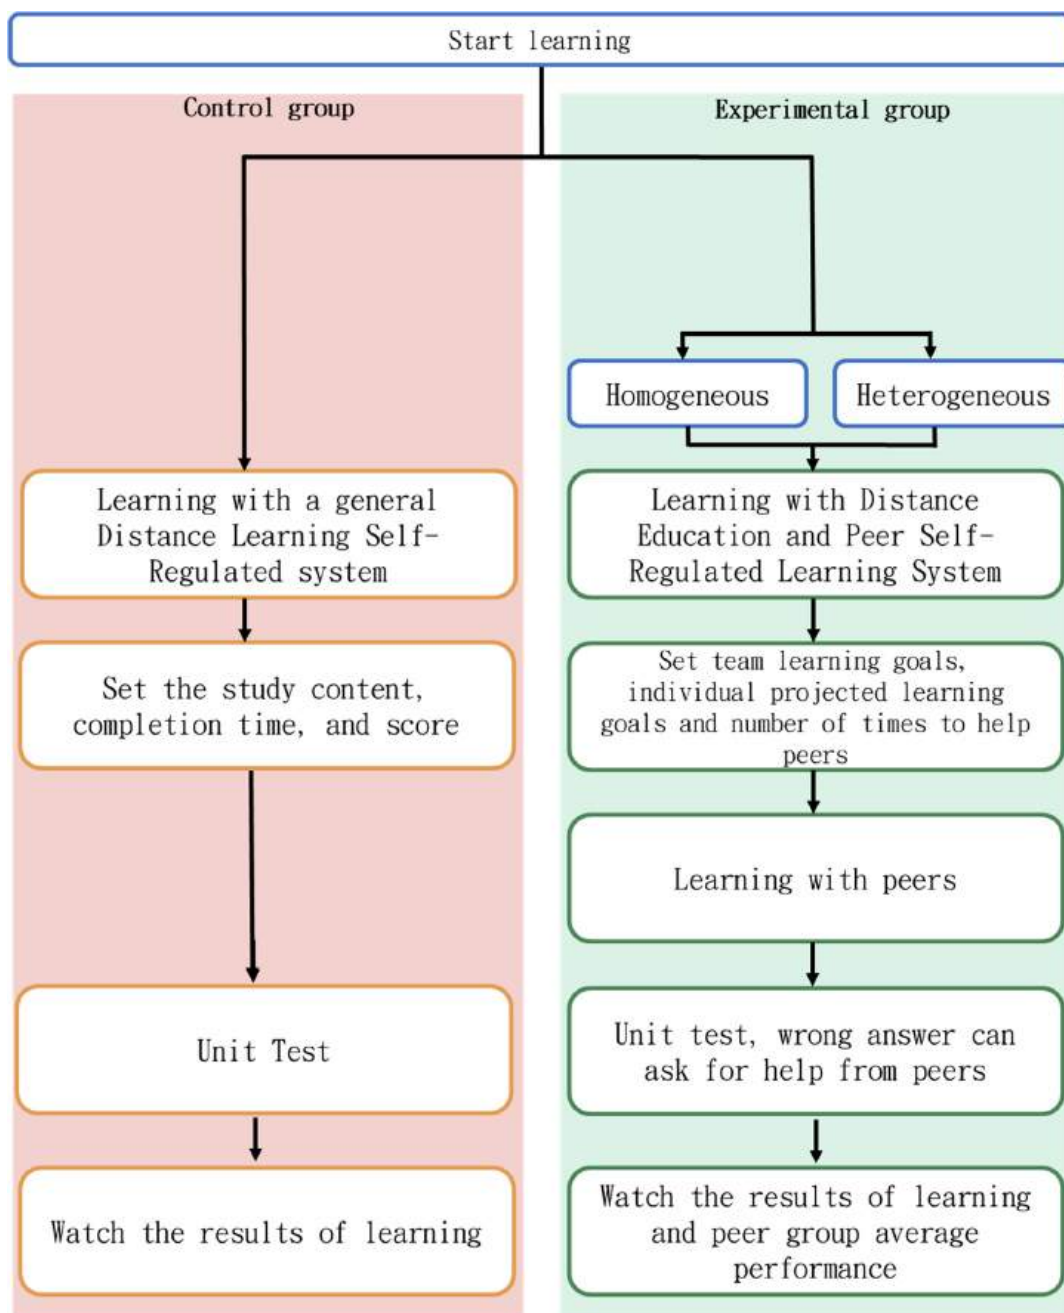 Start learning
Control group
Experimental group
Homogeneous
Heterogeneous
Learning with a general
Distance Learning Self-
Regulated system
Learning with Distance
Education and Peer Self-
Regulated Learning System
Set the study content,
completion time, and score
Set team learning goals,
individual projected learning
goals and number of times to help
peers
Learning with peers
Unit Test
Unit test, wrong answer can
ask for help from peers
Watch the results of learning
Watch the results of learning
and peer group average
performance